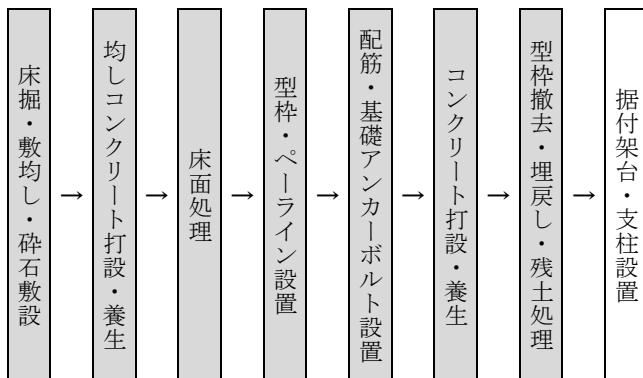 床掘・敷均し・砕石敷設
→
均しコンクリート打設・養生
→
床面処理
→
型枠・ペーライン設置
→
配筋・基礎アンカーボルト設置
→
コンクリート打設・養生
→
型枠撤去・埋戻し・残土処理
→
据付架台・支柱設置